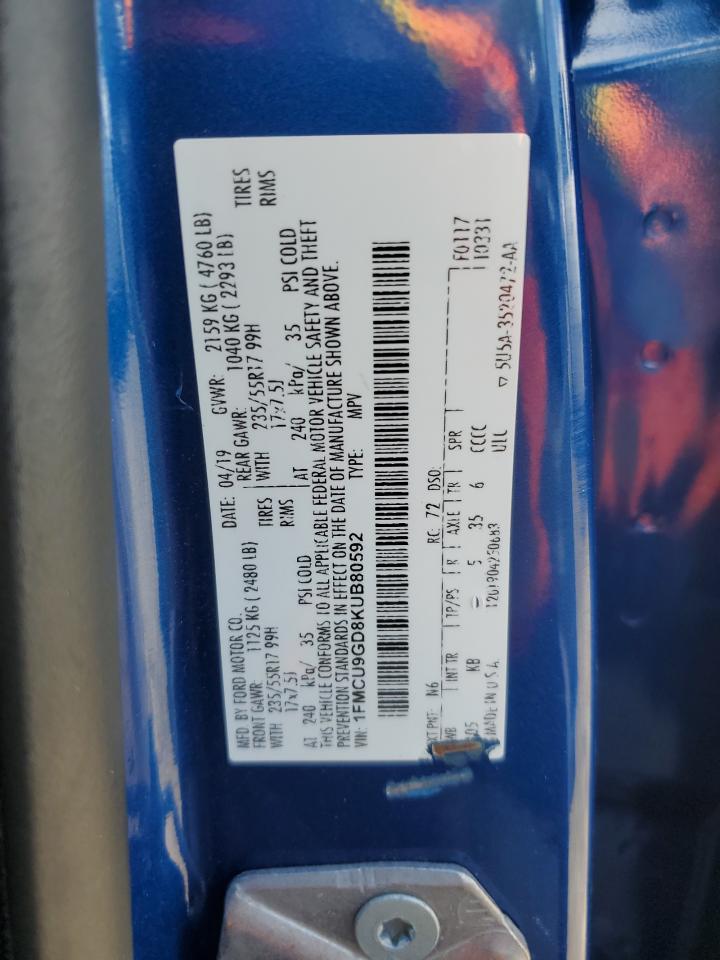 MFD. BY FORD MOTOR CO.
DATE: 04/19
GVWR: 2159 KG ( 4760 LB)
FRONT GAWR: 1125 KG ( 2480 LB)
REAR GAWR: 1040 KG ( 2293 LB)
WITH 235/55R17 99H TIRES
WITH 235/55R17 99H TIRES
17x7.5J RIMS
17x7.5J RIMS
AT 240 kPa/ 35 PSI COLD
AT 240 kPa/ 35 PSI COLD
THIS VEHICLE CONFORMS TO ALL APPLICABLE FEDERAL MOTOR VEHICLE SAFETY AND THEFT
PREVENTION STANDARDS IN EFFECT ON THE DATE OF MANUFACTURE SHOWN ABOVE.
VIN: 1FMCU9GD8KUB80592
TYPE: MPV
EXT PNT: N6 RC: 72 DSO: F0117
WB INT TR TP/PS R AXLE TR SPR 10331
KB 5 35 6 CCCC
UZL
MADE IN U S A
▽ 5U5A-3520472-AA